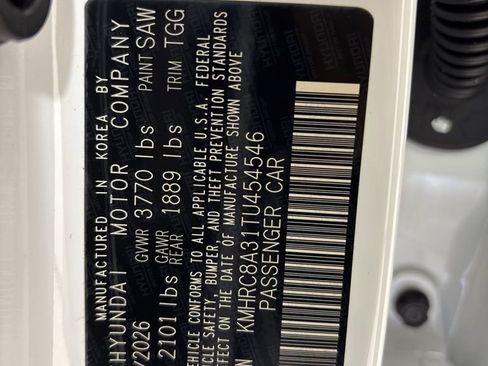 MANUFACTURED IN KOREA BY
HYUNDAI MOTOR COMPANY
/2026 GVWR 3770 lbs PAINT SAW
2101 lbs GAWR REAR 1889 lbs TRIM TGG
VEHICLE CONFORMS TO ALL APPLICABLE U.S.A. FEDERAL
VEHICLE SAFETY, BUMPER, AND THEFT PREVENTION STANDARDS
EFFECT ON THE DATE OF MANUFACTURE SHOWN ABOVE
KMHRC8A31TU454546
PASSENGER CAR